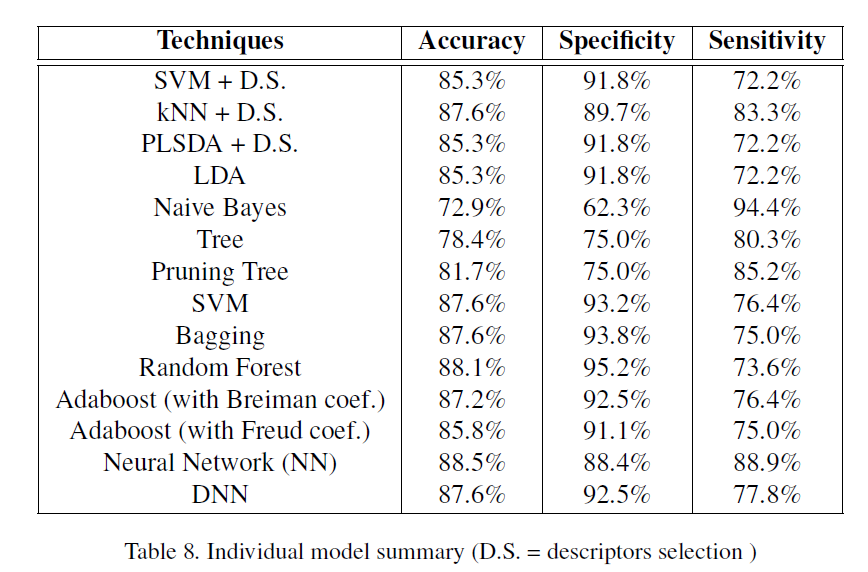 Techniques Accuracy Specificity Sensitivity
SVM + D.S. 85.3% 91.8% 72.2%
kNN + D.S. 87.6% 89.7% 83.3%
PLSDA + D.S. 85.3% 91.8% 72.2%
LDA 85.3% 91.8% 72.2%
Naive Bayes 72.9% 62.3% 94.4%
Tree 78.4% 75.0% 80.3%
Pruning Tree 81.7% 75.0% 85.2%
SVM 87.6% 93.2% 76.4%
Bagging 87.6% 93.8% 75.0%
Random Forest 88.1% 95.2% 73.6%
Adaboost (with Breiman coef.) 87.2% 92.5% 76.4%
Adaboost (with Freud coef.) 85.8% 91.1% 75.0%
Neural Network (NN) 88.5% 88.4% 88.9%
DNN 87.6% 92.5% 77.8%
Table 8. Individual model summary (D.S. = descriptors selection )